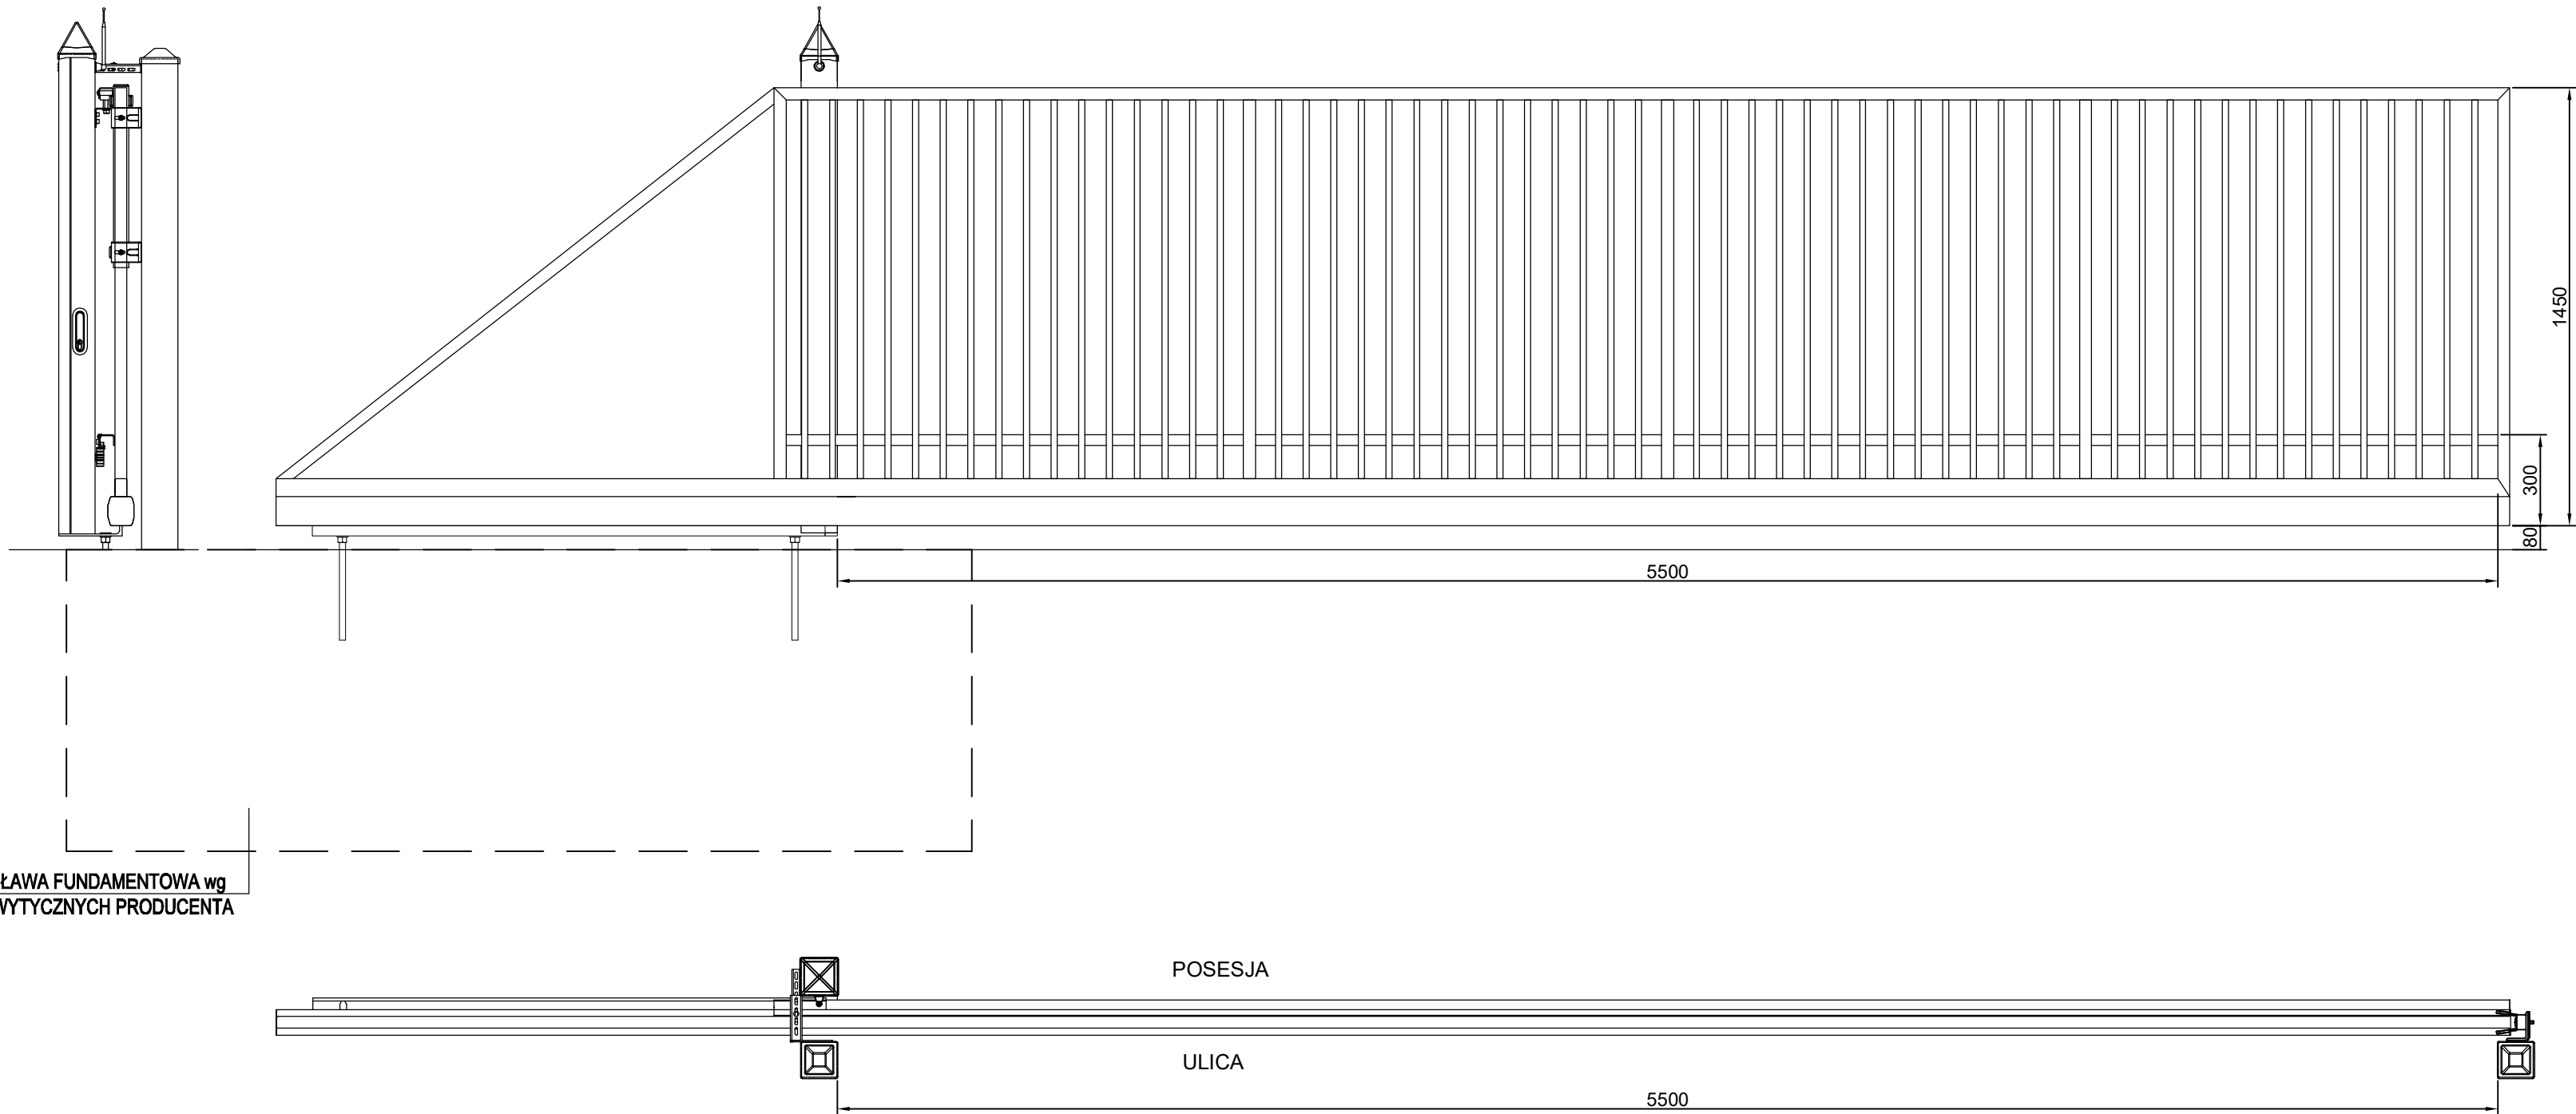 1450
300
80
5500
ŁAWA FUNDAMENTOWA wg
WYTYCZNYCH PRODUCENTA
POSESJA
ULICA
5500